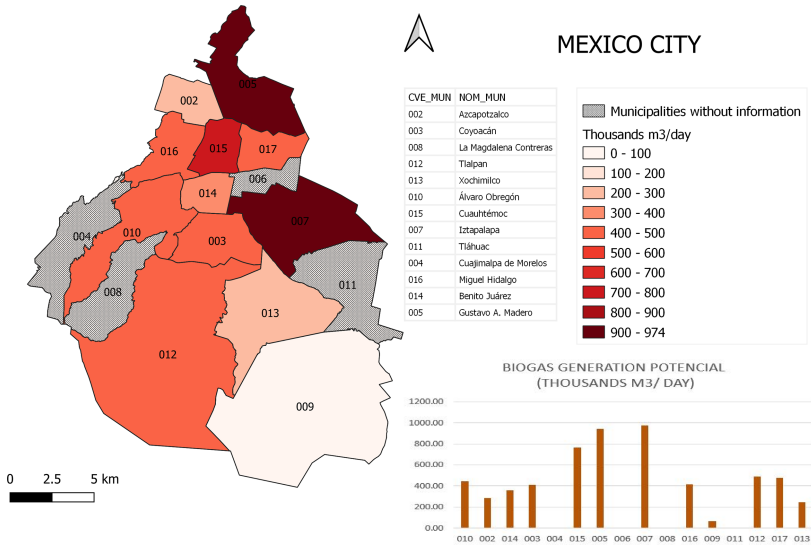 MEXICO CITY
005
002
015
016
017
006
014
007
004
010
003
008
011
013
012
009
0 2.5 5 km
CVE_MUN NOM_MUN
002 Azcapotzalco
003 Coyoacán
008 La Magdalena Contreras
012 Tlalpan
013 Xochimilco
010 Álvaro Obregón
015 Cuauhtémoc
007 Iztapalapa
011 Tláhuac
004 Cuajimalpa de Morelos
016 Miguel Hidalgo
014 Benito Juárez
005 Gustavo A. Madero
Municipalities without information
Thousands m3/day
0 - 100
100 - 200
200 - 300
300 - 400
400 - 500
500 - 600
600 - 700
700 - 800
800 - 900
900 - 974
BIOGAS GENERATION POTENCIAL
(THOUSANDS M3/ DAY)
1200.00
1000.00
800.00
600.00
400.00
200.00
0.00
010 002 014 003 004 015 005 006 007 008 016 009 011 012 017 013